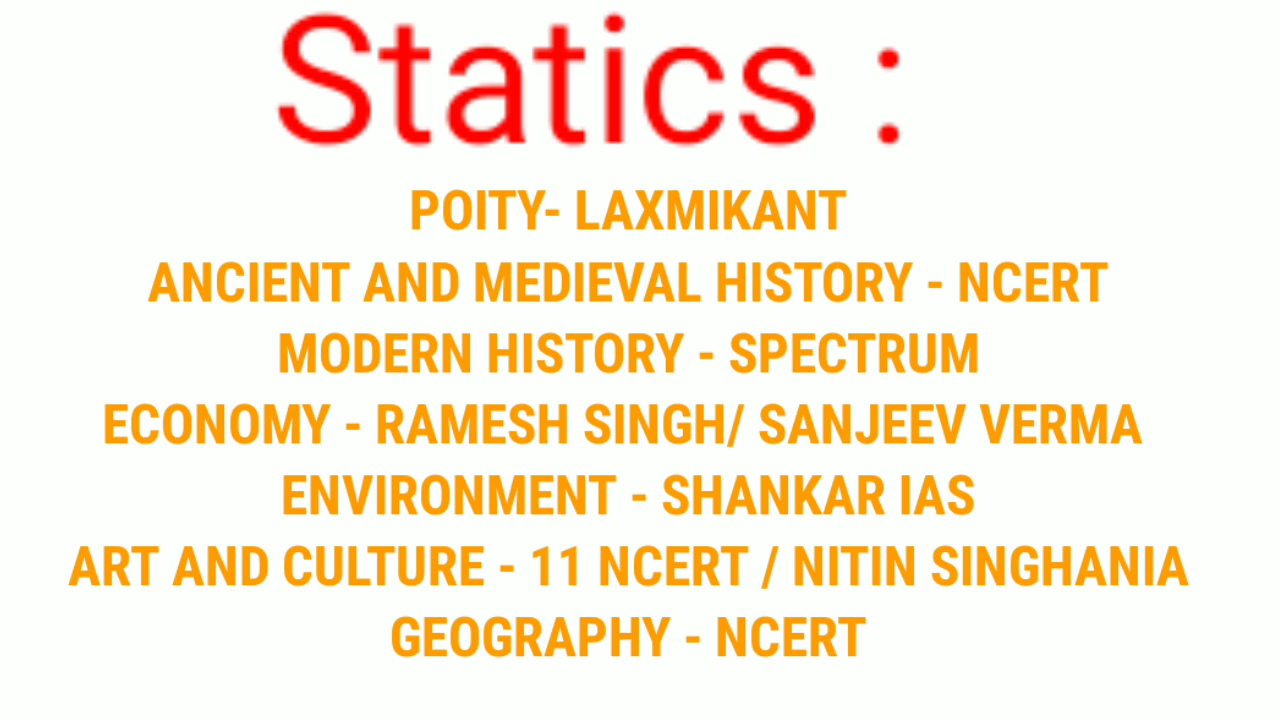 Statics :
POITY- LAXMIKANT
ANCIENT AND MEDIEVAL HISTORY - NCERT
MODERN HISTORY - SPECTRUM
ECONOMY - RAMESH SINGH/ SANJEEV VERMA
ENVIRONMENT - SHANKAR IAS
ART AND CULTURE - 11 NCERT / NITIN SINGHANIA
GEOGRAPHY - NCERT